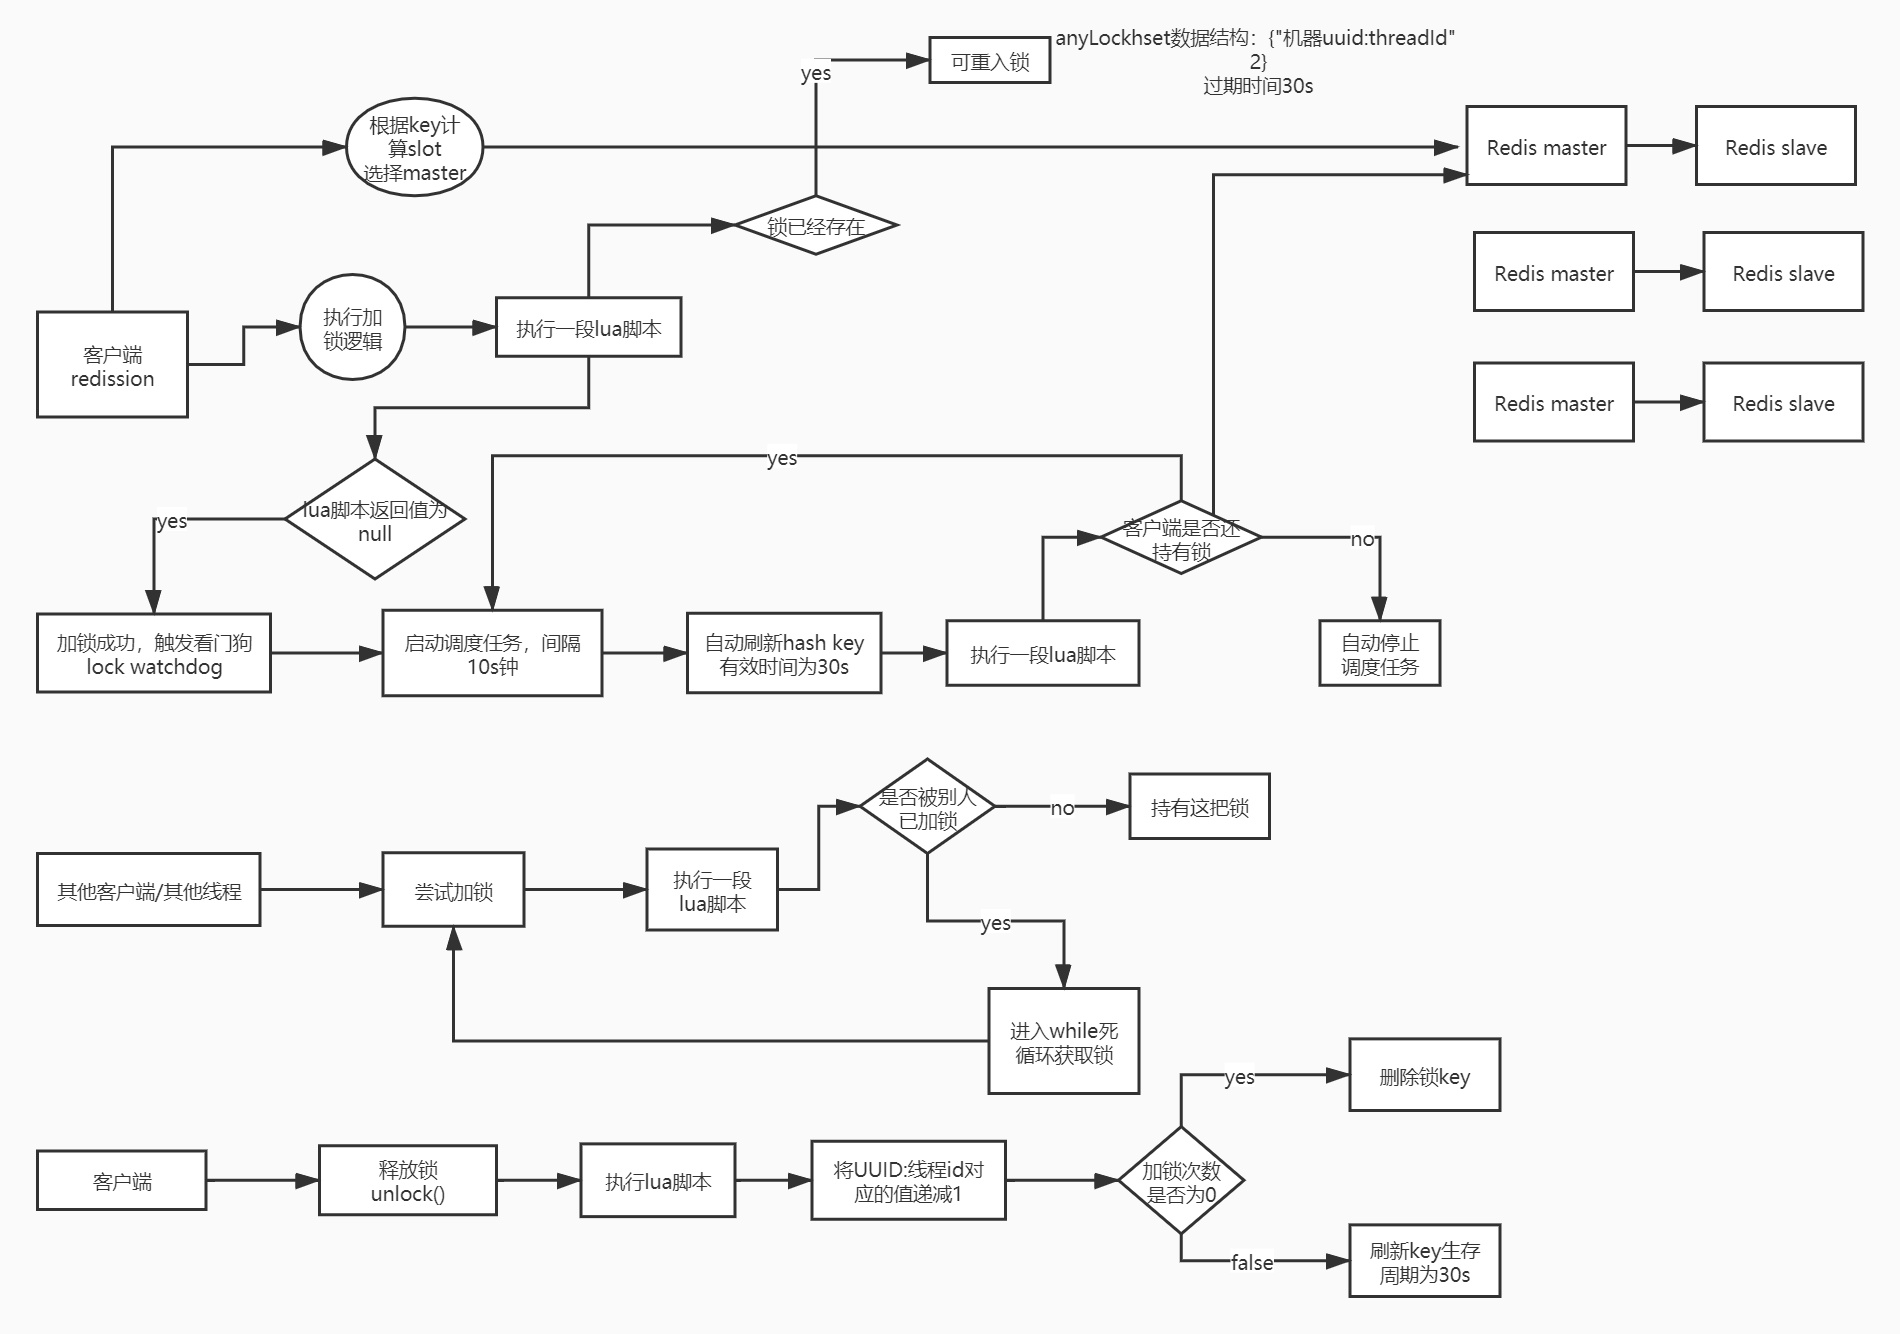 anyLockhset数据结构：{"机器uuid:threadId"
2}
过期时间30s
可重入锁
yes
根据key计
算slot
选择master
Redis master
Redis slave
锁已经存在
Redis master
Redis slave
执行加
锁逻辑
执行一段lua脚本
客户端
redission
Redis master
Redis slave
yes
lua脚本返回值为
null
yes
客户端是否还
持有锁
no
加锁成功，触发看门狗
lock watchdog
启动调度任务，间隔
10s钟
自动刷新hash key
有效时间为30s
执行一段lua脚本
自动停止
调度任务
是否被别人
已加锁
no
持有这把锁
其他客户端/其他线程
尝试加锁
执行一段
lua脚本
yes
进入while死
循环获取锁
yes
删除锁key
客户端
释放锁
unlock()
执行lua脚本
将UUID:线程id对
应的值递减1
加锁次数
是否为0
false
刷新key生存
周期为30s